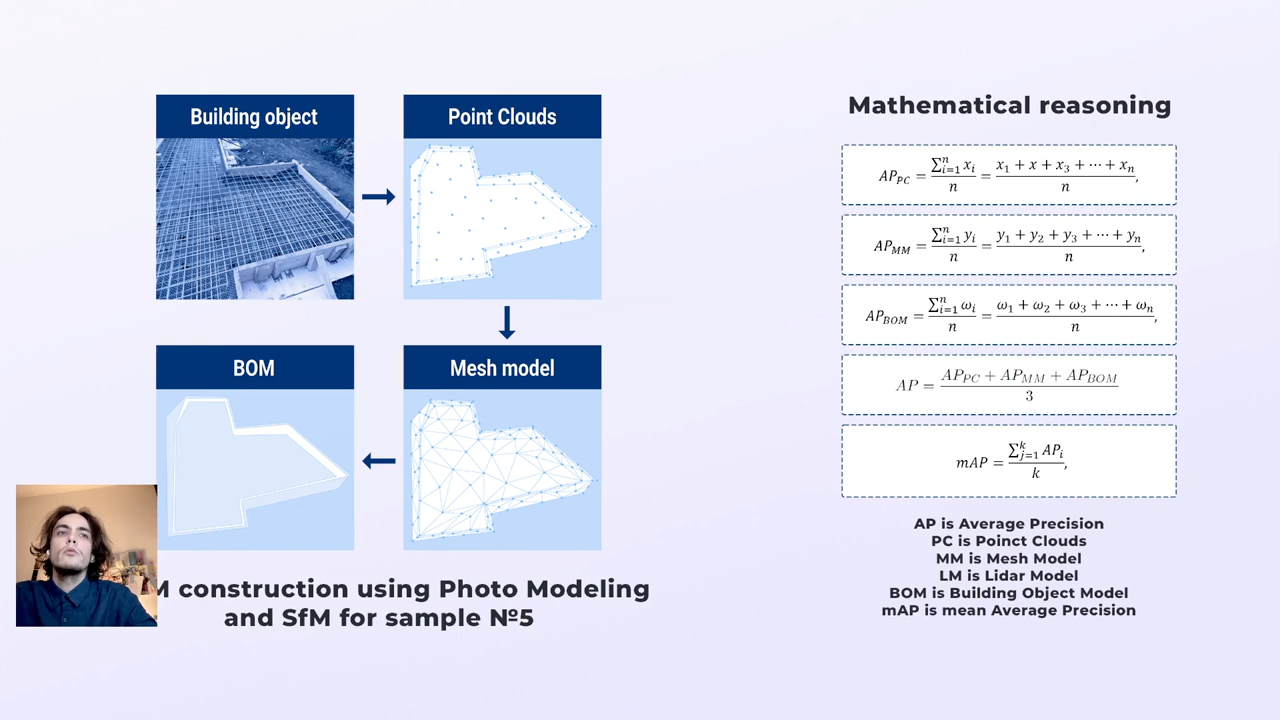 Building object
Point Clouds
BOM
Mesh model
M construction using Photo Modeling
and SfM for sample №5
Mathematical reasoning
AP_PC = ∑_{i=1}^{n} x_i / n = x_1 + x + x_3 + ⋯ + x_n / n,
AP_MM = ∑_{i=1}^{n} y_i / n = y_1 + y_2 + y_3 + ⋯ + y_n / n,
AP_BOM = ∑_{i=1}^{n} ω_i / n = ω_1 + ω_2 + ω_3 + ⋯ + ω_n / n,
AP = AP_PC + AP_MM + AP_BOM / 3
mAP = ∑_{j=1}^{k} AP_i / k,
AP is Average Precision
PC is Poinct Clouds
MM is Mesh Model
LM is Lidar Model
BOM is Building Object Model
mAP is mean Average Precision